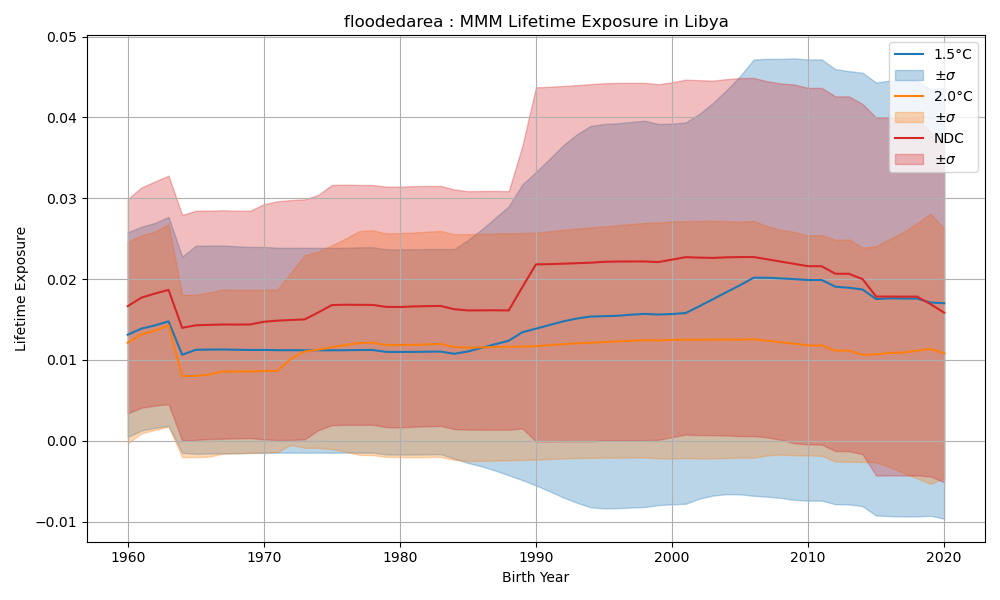 floodedarea : MMM Lifetime Exposure in Libya
0.05
0.04
0.03
0.02
0.01
0.00
−0.01
Lifetime Exposure
1.5°C
±σ
2.0°C
±σ
NDC
±σ
1960 1970 1980 1990 2000 2010 2020
Birth Year